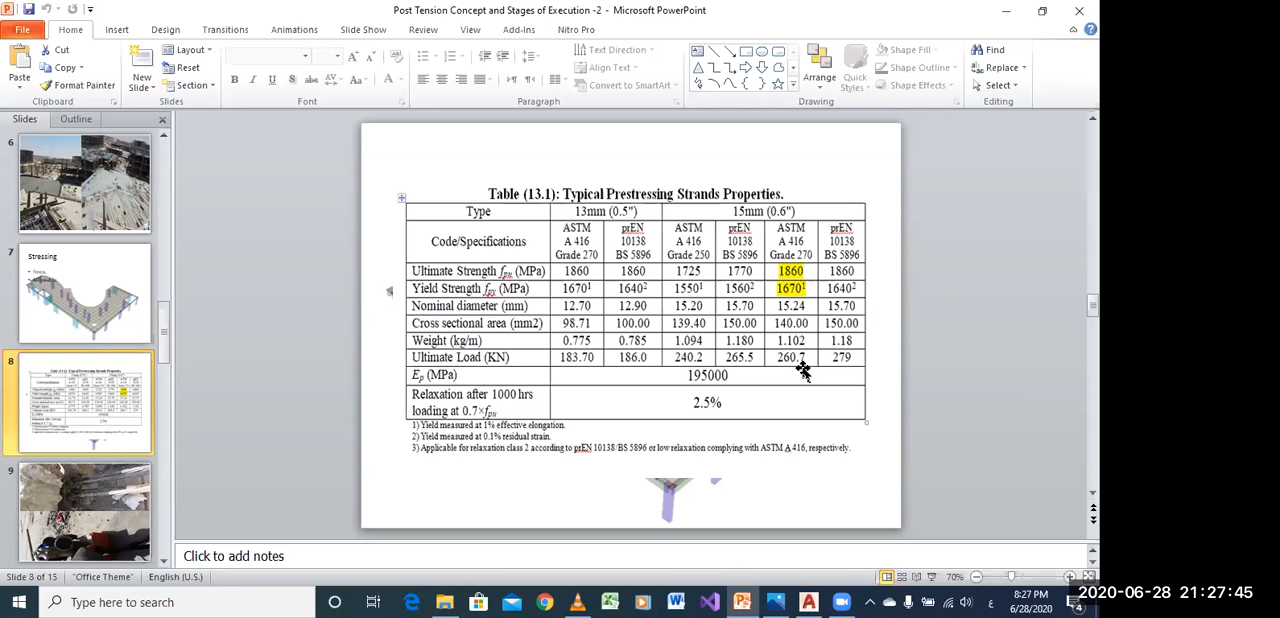 Post Tension Concept and Stages of Execution -2 - Microsoft PowerPoint
File Home Insert Design Transitions Animations Slide Show Review View Add-Ins Nitro Pro
Paste
Cut
Copy
Format Painter
Clipboard
New
Slide
Layout
Reset
Section
Slides
B I U S abc AV Aa A
Font
Text Direction
Align Text
Convert to SmartArt
Paragraph
Arrange
Quick
Styles
Shape Fill
Shape Outline
Shape Effects
Drawing
Find
Replace
Select
Editing
Slides Outline
6
7
Stressing
8
9
Table (13.1): Typical Prestressing Strands Properties.
Type 13mm (0.5") 15mm (0.6")
Code/Specifications ASTM A 416 Grade 270 prEN 10138 BS 5896 ASTM A 416 Grade 250 prEN 10138 BS 5896 ASTM A 416 Grade 270 prEN 10138 BS 5896
Ultimate Strength fpu (MPa) 1860 1860 1725 1770 1860 1860
Yield Strength fpy (MPa) 1670¹ 1640² 1550¹ 1560² 1670¹ 1640²
Nominal diameter (mm) 12.70 12.90 15.20 15.70 15.24 15.70
Cross sectional area (mm2) 98.71 100.00 139.40 150.00 140.00 150.00
Weight (kg/m) 0.775 0.785 1.094 1.180 1.102 1.18
Ultimate Load (KN) 183.70 186.0 240.2 265.5 260.7 279
Ep (MPa) 195000
Relaxation after 1000 hrs
loading at 0.7×fpu 2.5%
1) Yield measured at 1% effective elongation.
2) Yield measured at 0.1% residual strain.
3) Applicable for relaxation class 2 according to prEN 10138/BS 5896 or low relaxation complying with ASTM A 416, respectively.
Click to add notes
Slide 8 of 15 "Office Theme" English (U.S.) 70%
Type here to search
ع
8:27 PM
6/28/2020
4
2020-06-28 21:27:45